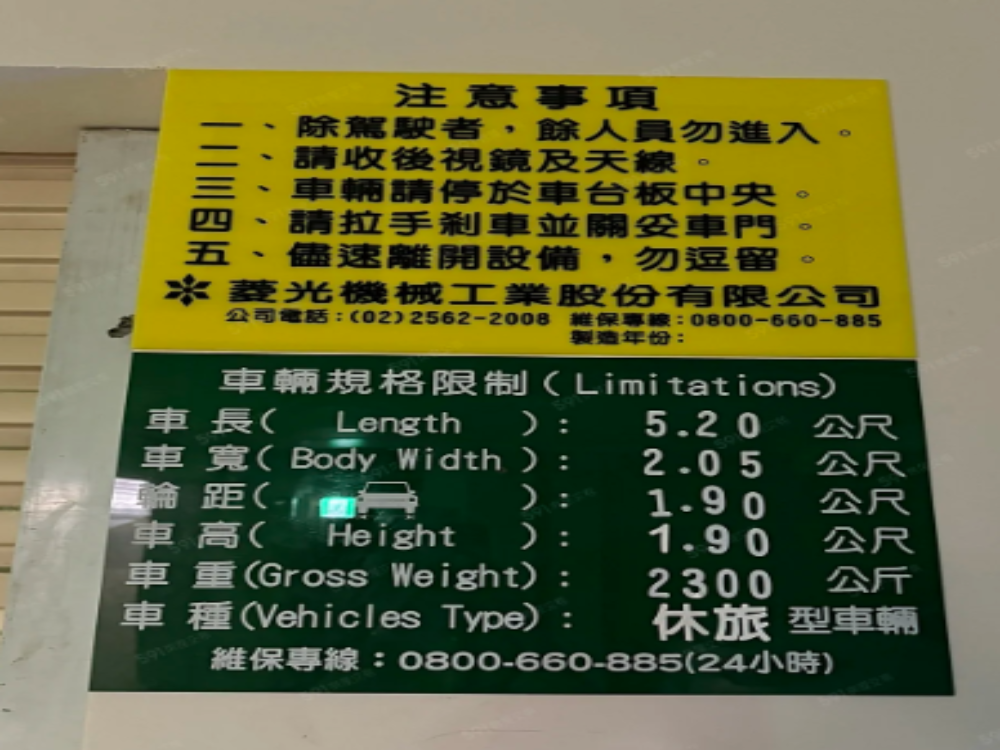 注意事項
一、除駕駛者，餘人員勿進入。
二、請收後視鏡及天線。
三、車輛請停於車台板中央。
四、請拉手剎車並關妥車門。
五、儘速離開設備，勿逗留。
菱光機械工業股份有限公司
公司電話：(02)2562-2008 維保專線：0800-660-885
製造年份：
車輛規格限制(Limitations)
車長( Length ): 5.20 公尺
車寬( Body Width ): 2.05 公尺
輪距( ): 1.90 公尺
車高( Height ): 1.90 公尺
車重(Gross Weight): 2300 公斤
車種(Vehicles Type): 休旅型車輛
維保專線：0800-660-885(24小時)